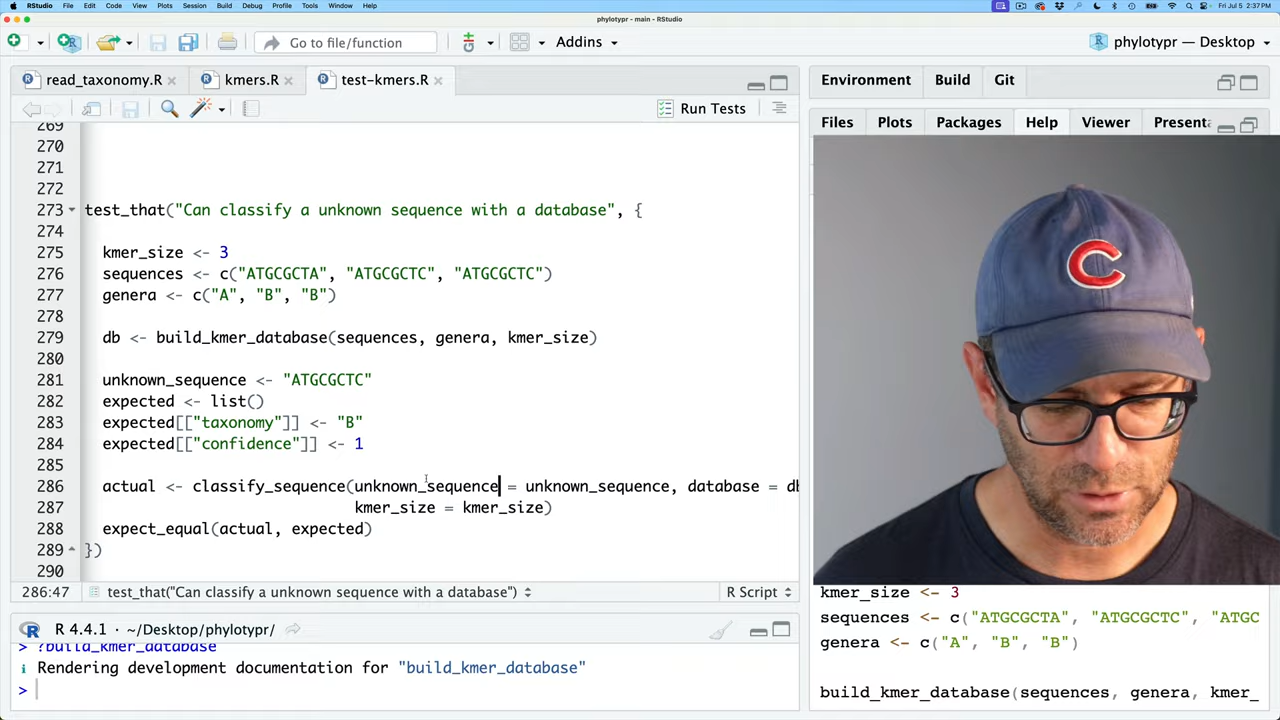 RStudio File Edit Code View Plots Session Build Debug Profile Tools Window Help Fri Jul 5 2:37 PM
phylotypr - main - RStudio
Go to file/function Addins phylotypr — Desktop
read_taxonomy.R kmers.R test-kmers.R
Run Tests
269
270
271
272
273 test_that("Can classify a unknown sequence with a database", {
274
275 kmer_size <- 3
276 sequences <- c("ATGCGCTA", "ATGCGCTC", "ATGCGCTC")
277 genera <- c("A", "B", "B")
278
279 db <- build_kmer_database(sequences, genera, kmer_size)
280
281 unknown_sequence <- "ATGCGCTC"
282 expected <- list()
283 expected[["taxonomy"]] <- "B"
284 expected[["confidence"]] <- 1
285
286 actual <- classify_sequence(unknown_sequence = unknown_sequence, database = db
287 kmer_size = kmer_size)
288 expect_equal(actual, expected)
289 })
290
286:47 test_that("Can classify a unknown sequence with a database") R Script
R 4.4.1 · ~/Desktop/phylotypr/
> ?build_kmer_database
i Rendering development documentation for "build_kmer_database"
>
Environment Build Git
Files Plots Packages Help Viewer Presenta
C
kmer_size <- 3
sequences <- c("ATGCGCTA", "ATGCGCTC", "ATGC
genera <- c("A", "B", "B")
build_kmer_database(sequences, genera, kmer_